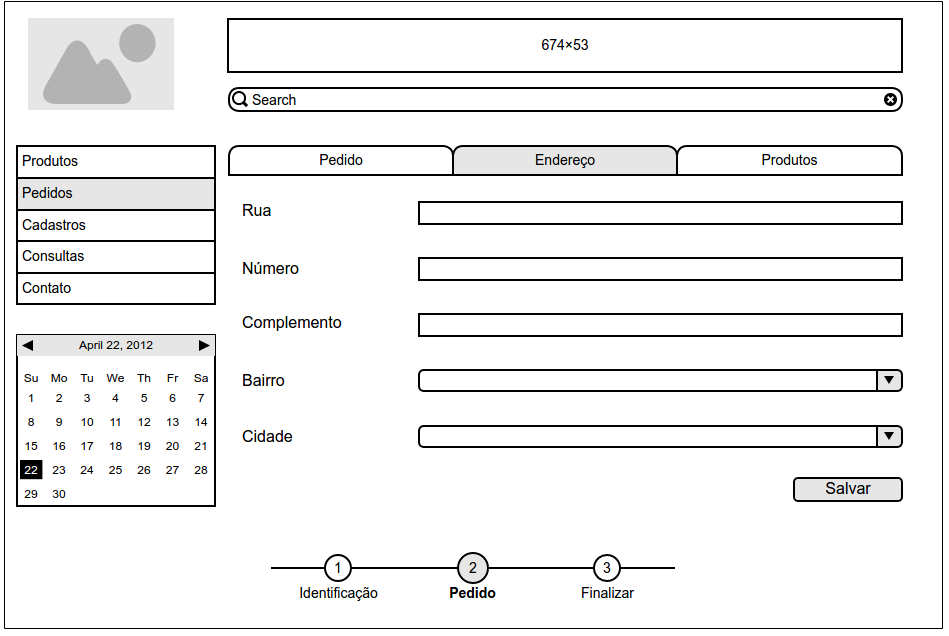 674×53
Search
Produtos
Pedidos
Cadastros
Consultas
Contato
April 22, 2012
Su Mo Tu We Th Fr Sa
1 2 3 4 5 6 7
8 9 10 11 12 13 14
15 16 17 18 19 20 21
22 23 24 25 26 27 28
29 30
Pedido Endereço Produtos
Rua
Número
Complemento
Bairro
Cidade
Salvar
1 2 3
Identificação Pedido Finalizar